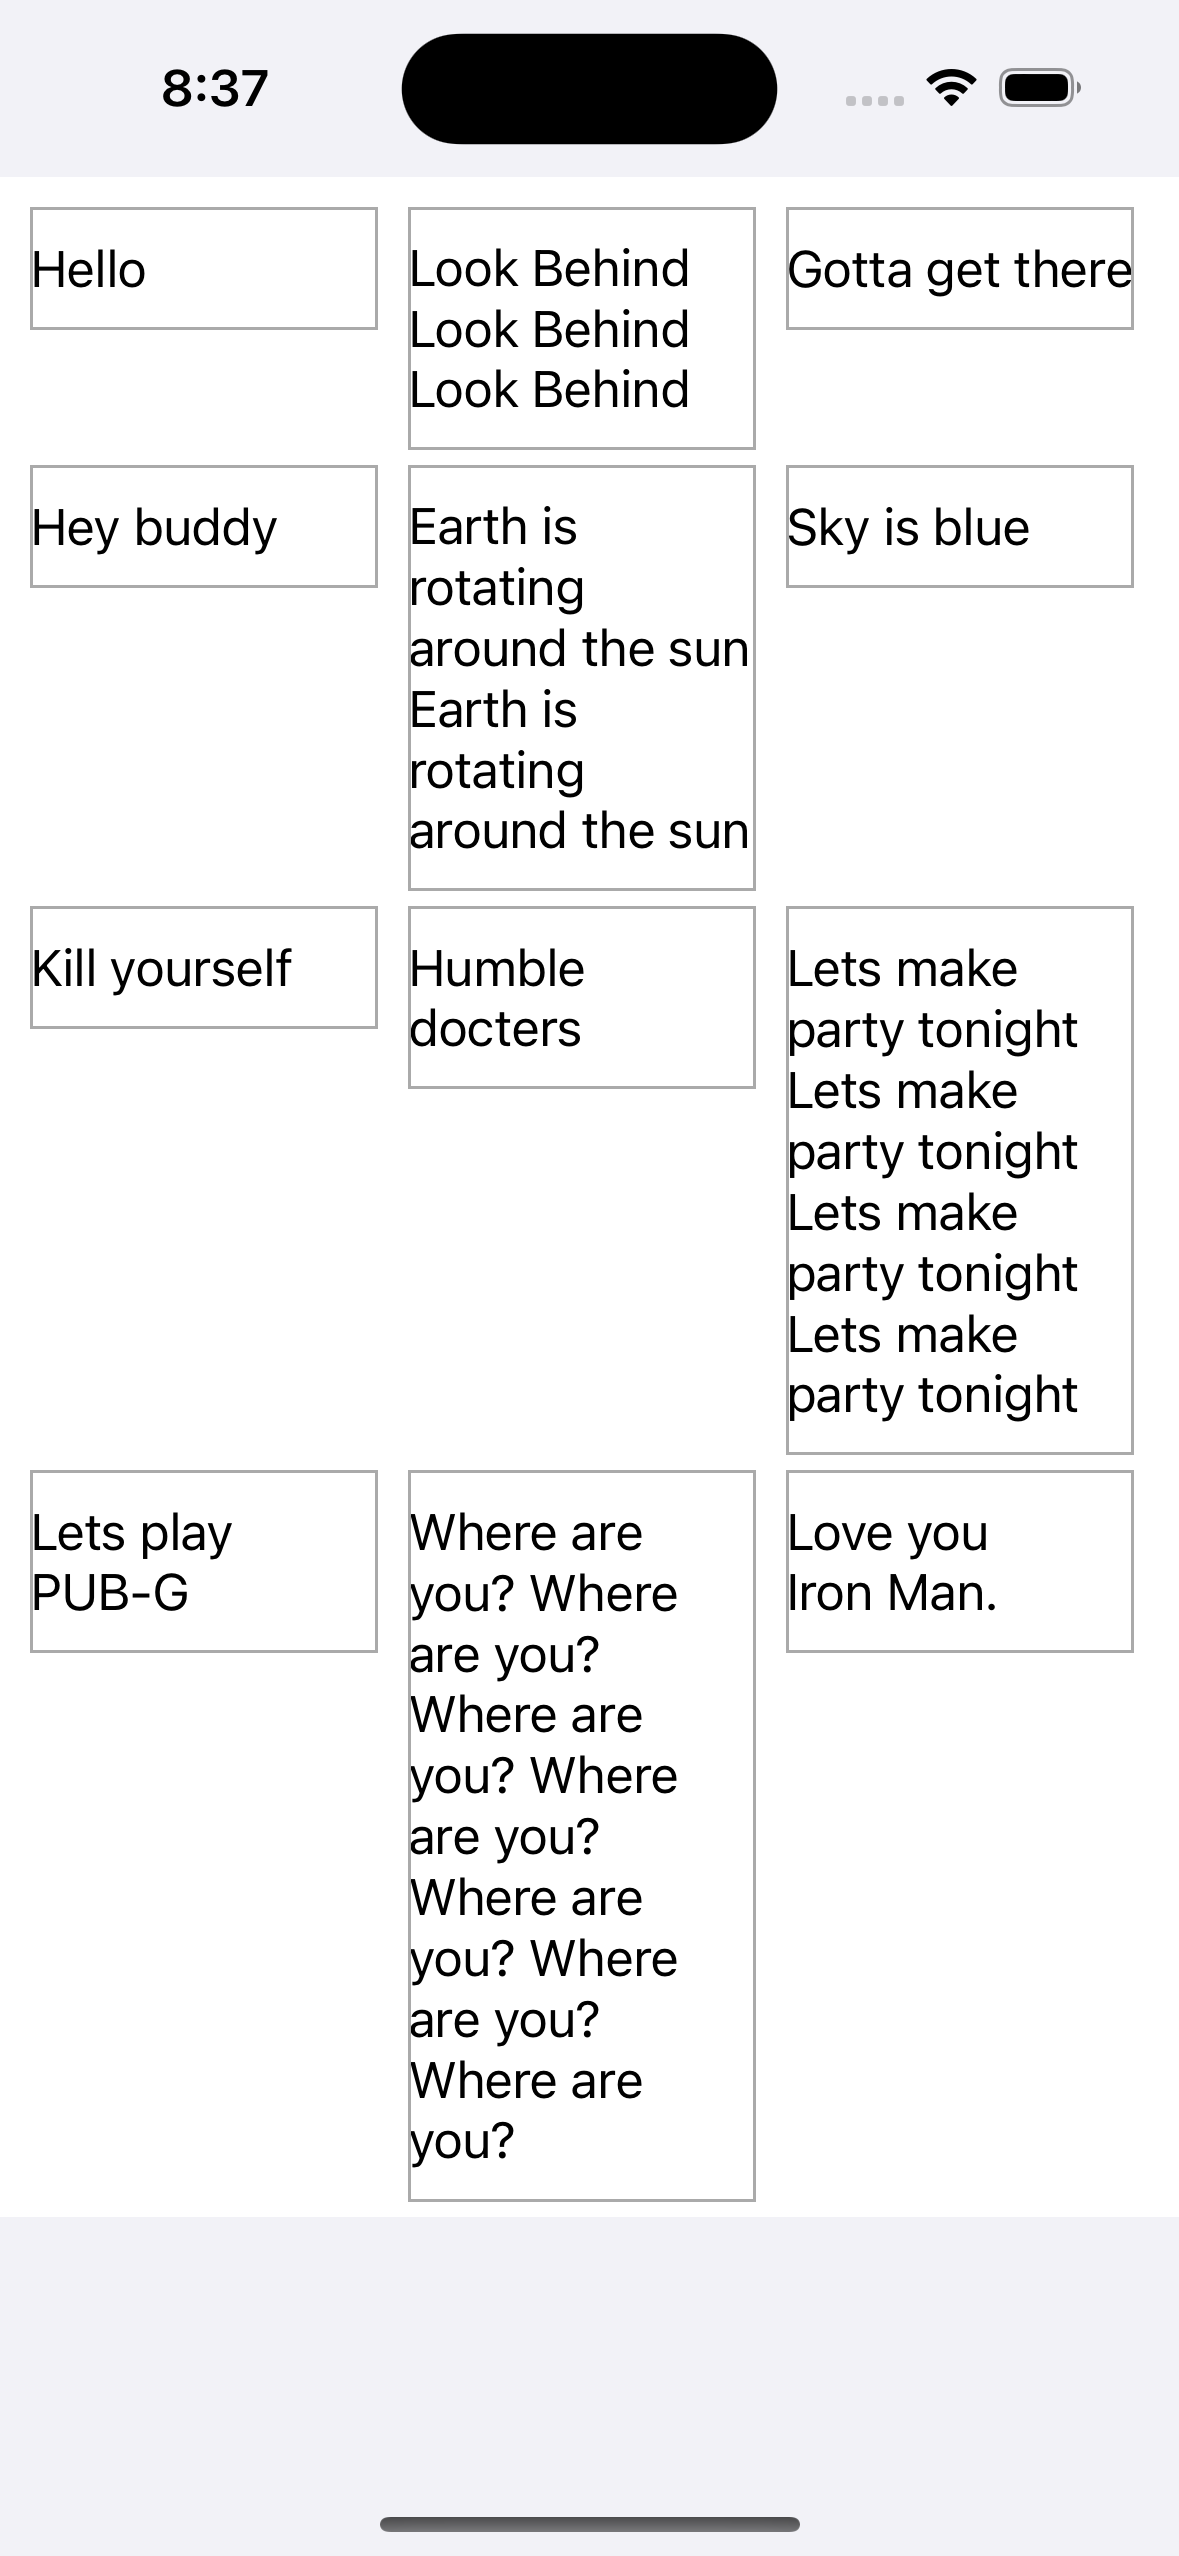 8:37
Hello
Look Behind
Look Behind
Look Behind
Gotta get there
Hey buddy
Earth is
rotating
around the sun
Earth is
rotating
around the sun
Sky is blue
Kill yourself
Humble
docters
Lets make
party tonight
Lets make
party tonight
Lets make
party tonight
Lets make
party tonight
Lets play
PUB-G
Where are
you? Where
are you?
Where are
you? Where
are you?
Where are
you? Where
are you?
Where are
you?
Love you
Iron Man.